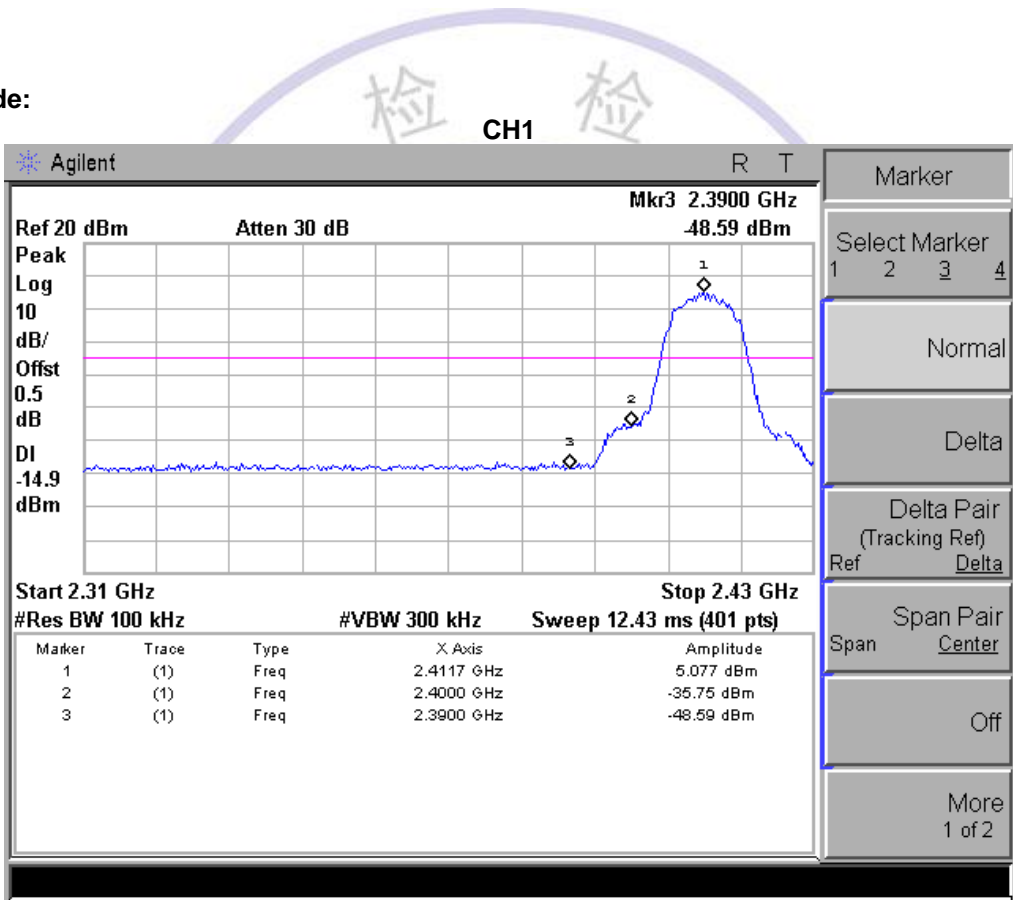 检 检
de:
CH1
Agilent R T
Mkr3 2.3900 GHz
Ref 20 dBm Atten 30 dB -48.59 dBm
Peak
Log
10
dB/
Offst
0.5
dB
DI
-14.9
dBm
1
2
3
Start 2.31 GHz Stop 2.43 GHz
#Res BW 100 kHz #VBW 300 kHz Sweep 12.43 ms (401 pts)
Marker Trace Type X Axis Amplitude
1 (1) Freq 2.4117 GHz 5.077 dBm
2 (1) Freq 2.4000 GHz -35.75 dBm
3 (1) Freq 2.3900 GHz -48.59 dBm
Marker
Select Marker
1 2 3 4
Normal
Delta
Delta Pair
(Tracking Ref)
Ref Delta
Span Pair
Span Center
Off
More
1 of 2